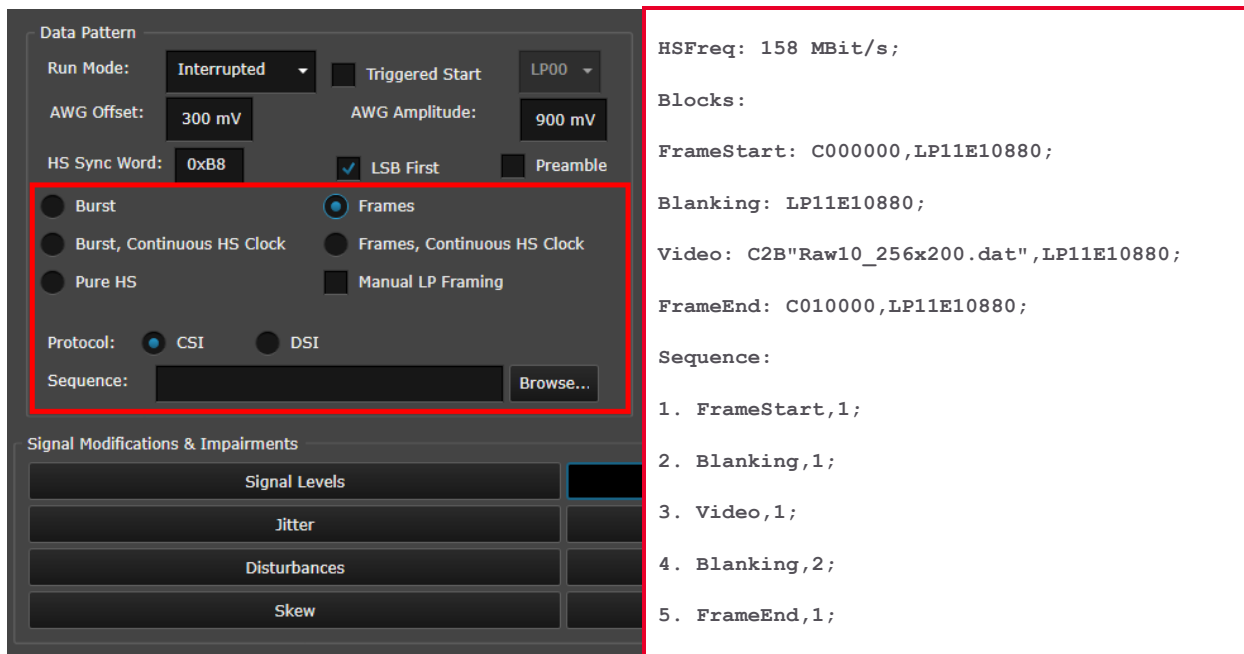 Data Pattern
Run Mode: Interrupted Triggered Start LP00
AWG Offset: 300 mV AWG Amplitude: 900 mV
HS Sync Word: 0xB8 LSB First Preamble
Burst Frames
Burst, Continuous HS Clock Frames, Continuous HS Clock
Pure HS Manual LP Framing
Protocol: CSI DSI
Sequence: Browse...
Signal Modifications & Impairments
Signal Levels
Jitter
Disturbances
Skew
HSFreq: 158 MBit/s;
Blocks:
FrameStart: C000000,LP11E10880;
Blanking: LP11E10880;
Video: C2B"Raw10_256x200.dat",LP11E10880;
FrameEnd: C010000,LP11E10880;
Sequence:
1. FrameStart,1;
2. Blanking,1;
3. Video,1;
4. Blanking,2;
5. FrameEnd,1;